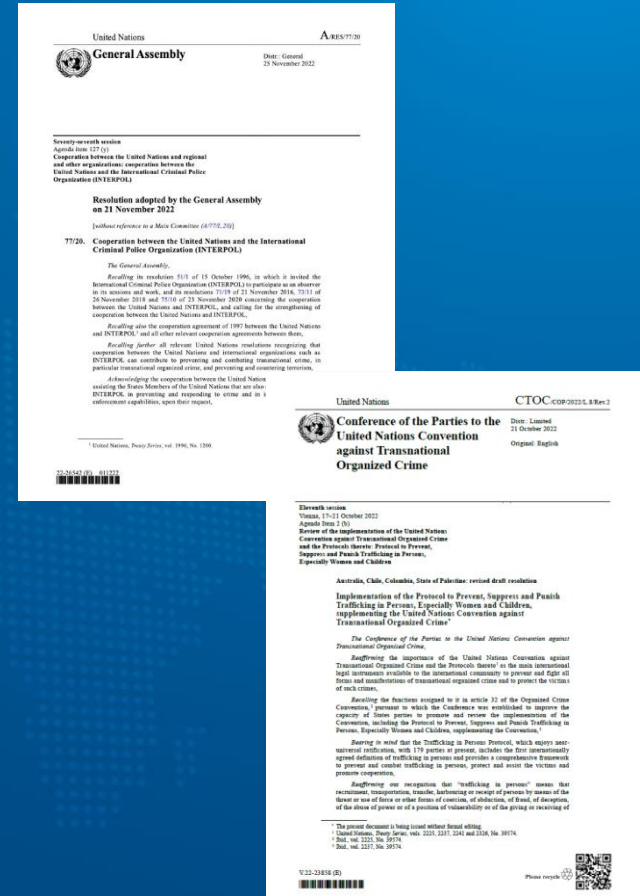 United Nations A/RES/77/20
General Assembly
Distr.: General
25 November 2022
Seventy-seventh session
Agenda item 127 (y)
Cooperation between the United Nations and regional
and other organizations: cooperation between the
United Nations and the International Criminal Police
Organization (INTERPOL)
Resolution adopted by the General Assembly
on 21 November 2022
[without reference to a Main Committee (A/77/L.20)]
77/20. Cooperation between the United Nations and the International
Criminal Police Organization (INTERPOL)
The General Assembly,
Recalling its resolution 51/1 of 15 October 1996, in which it invited the
International Criminal Police Organization (INTERPOL) to participate as an observer
in its sessions and work, and its resolutions 71/19 of 21 November 2016, 73/11 of
26 November 2018 and 75/10 of 23 November 2020 concerning the cooperation
between the United Nations and INTERPOL, and calling for the strengthening of
cooperation between the United Nations and INTERPOL,
Recalling also the cooperation agreement of 1997 between the United Nations
and INTERPOL¹ and all other relevant cooperation agreements between them,
Recalling further all relevant United Nations resolutions recognizing that
cooperation between the United Nations and international organizations such as
INTERPOL can contribute to preventing and combating transnational crime, in
particular transnational organized crime, and preventing and countering terrorism,
Acknowledging the cooperation between the United Nation
assisting the States Members of the United Nations that are also
INTERPOL in preventing and responding to crime and in i
enforcement capabilities, upon their request,
¹ United Nations, Treaty Series, vol. 1996, No. 1200.
22-26542 (E) 011222
United Nations CTOC/COP/2022/L.8/Rev.2
Conference of the Parties to the
United Nations Convention
against Transnational
Organized Crime
Distr.: Limited
21 October 2022
Original: English
Eleventh session
Vienna, 17–21 October 2022
Agenda Item 2 (b)
Review of the implementation of the United Nations
Convention against Transnational Organized Crime
and the Protocols thereto: Protocol to Prevent,
Suppress and Punish Trafficking in Persons,
Especially Women and Children
Australia, Chile, Colombia, State of Palestine: revised draft resolution
Implementation of the Protocol to Prevent, Suppress and Punish
Trafficking in Persons, Especially Women and Children,
supplementing the United Nations Convention against
Transnational Organized Crime*
The Conference of the Parties to the United Nations Convention against
Transnational Organized Crime,
Reaffirming the importance of the United Nations Convention against
Transnational Organized Crime and the Protocols thereto¹ as the main international
legal instruments available to the international community to prevent and fight all
forms and manifestations of transnational organized crime and to protect the victims
of such crimes,
Recalling the functions assigned to it in article 32 of the Organized Crime
Convention,² pursuant to which the Conference was established to improve the
capacity of States parties to promote and review the implementation of the
Convention, including the Protocol to Prevent, Suppress and Punish Trafficking in
Persons, Especially Women and Children, supplementing the Convention,³
Bearing in mind that the Trafficking in Persons Protocol, which enjoys near-
universal ratification, with 179 parties at present, includes the first internationally
agreed definition of trafficking in persons and provides a comprehensive framework
to prevent and combat trafficking in persons, protect and assist the victims and
promote cooperation,
Reaffirming our recognition that “trafficking in persons” means that
recruitment, transportation, transfer, harbouring or receipt of persons by means of the
threat or use of force or other forms of coercion, of abduction, of fraud, of deception,
of the abuse of power or of a position of vulnerability or of the giving or receiving of
* The present document is being issued without formal editing.
¹ United Nations, Treaty Series, vols. 2225, 2237, 2241 and 2326, No. 39574.
² Ibid., vol. 2225, No. 39574.
³ Ibid., vol. 2237, No. 39574.
V.22-23858 (E)
Please recycle